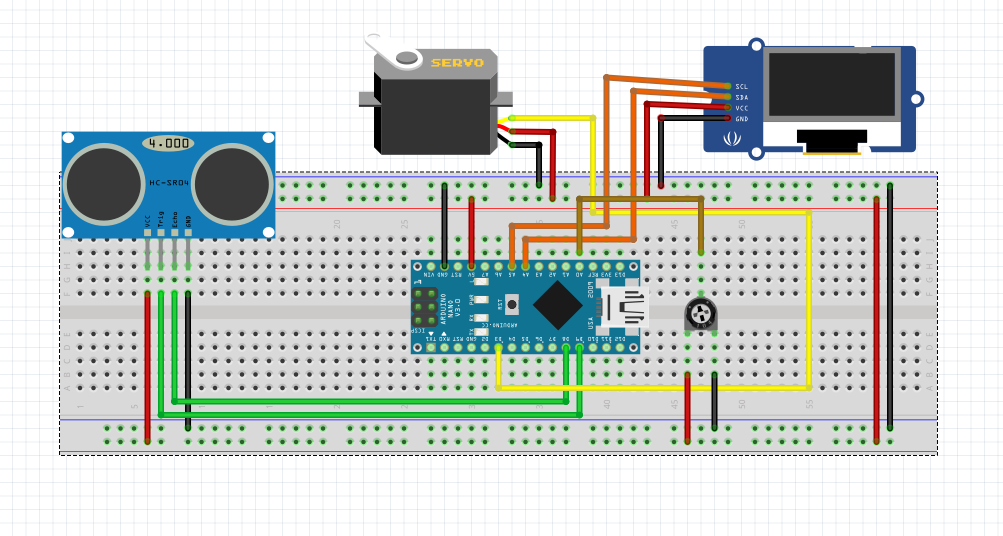 SERVO
SCL
SDA
VCC
GND
4.000
HC-SR04
VCC
Trig
Echo
GND
20
25
45
50
VIN
GND
RST
5V
A7
A6
A5
A4
A3
A2
A1
A0
REF
3V3
D13
1
ICSP
ARDUINO
NANO
V3.0
L
PWR
RX
TX
RST
ARDUINO.CC
2009
USA
TX1
RX0
RST
GND
D2
D3
D4
D5
D6
D7
D8
D9
D10
D11
D12
1
5
40
45
50
55